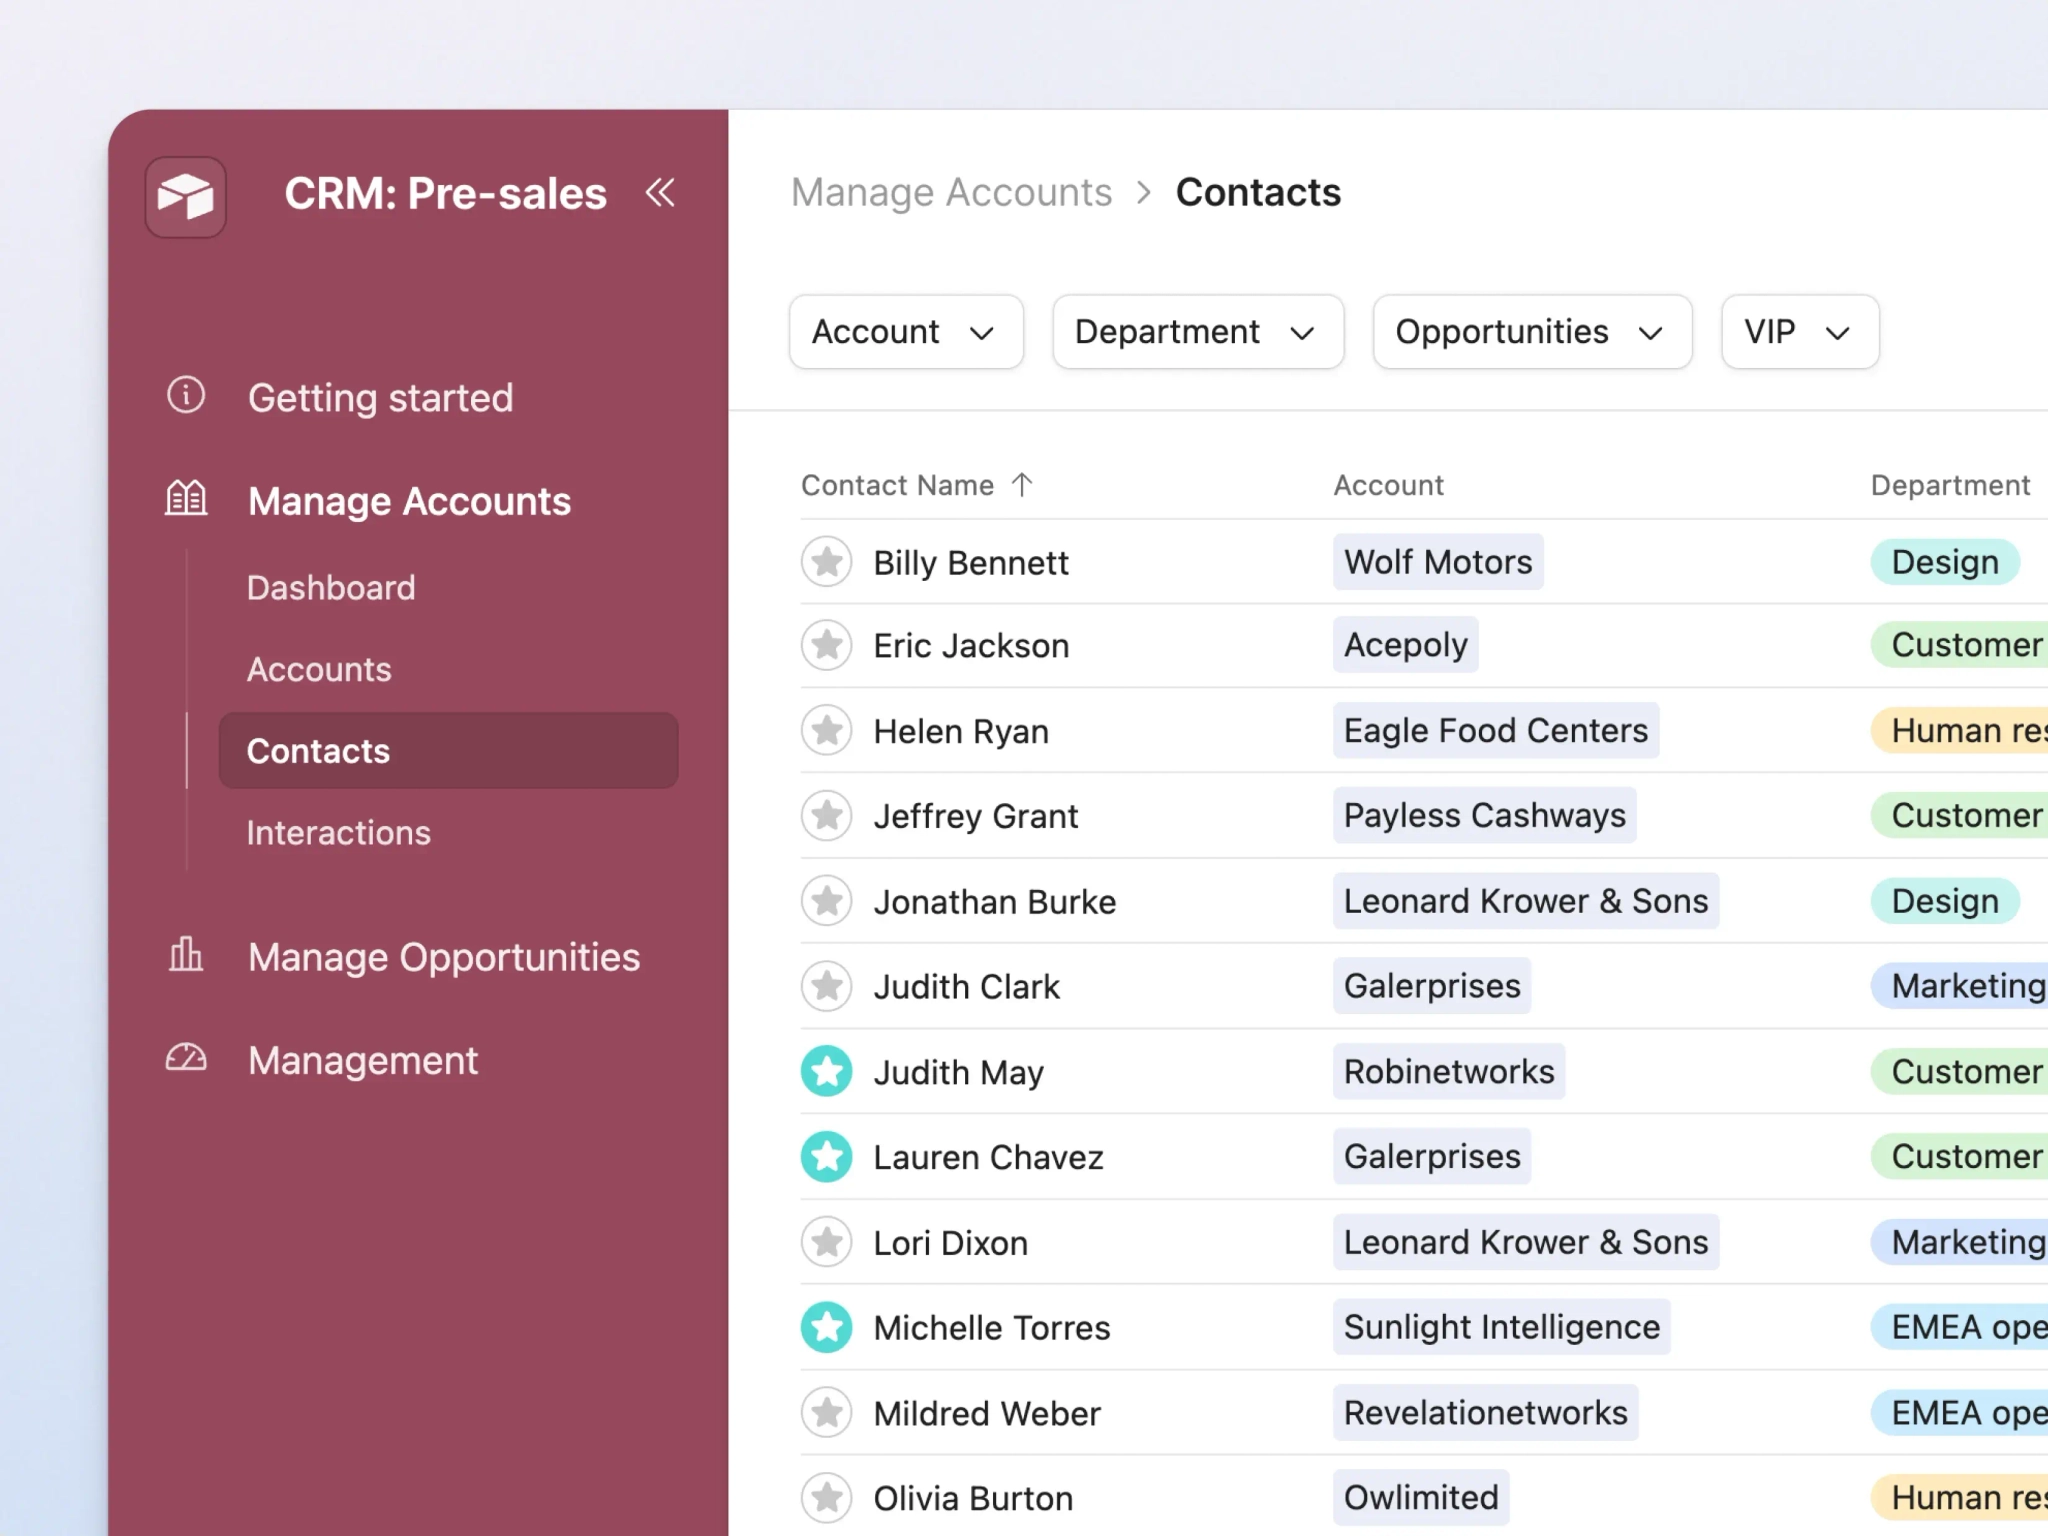 CRM: Pre-sales
Getting started
Manage Accounts
Dashboard
Accounts
Contacts
Interactions
Manage Opportunities
Management
Manage Accounts > Contacts
Account Department Opportunities VIP
Contact Name ↑ Account Department
Billy Bennett Wolf Motors Design
Eric Jackson Acepoly Customer
Helen Ryan Eagle Food Centers Human
Jeffrey Grant Payless Cashways Customer
Jonathan Burke Leonard Krower & Sons Design
Judith Clark Galerprises Marketing
Judith May Robinetworks Customer
Lauren Chavez Galerprises Customer
Lori Dixon Leonard Krower & Sons Marketing
Michelle Torres Sunlight Intelligence EMEA ope
Mildred Weber Revelationetworks EMEA ope
Olivia Burton Owlimited Human